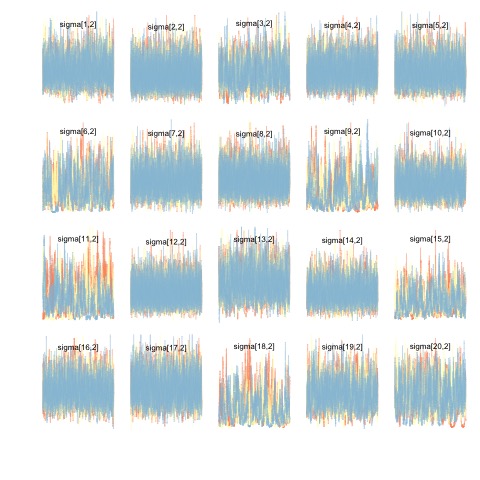 sigma[1,2] sigma[2,2] sigma[3,2] sigma[4,2] sigma[5,2]
sigma[6,2] sigma[7,2] sigma[8,2] sigma[9,2] sigma[10,2]
sigma[11,2] sigma[12,2] sigma[13,2] sigma[14,2] sigma[15,2]
sigma[16,2] sigma[17,2] sigma[18,2] sigma[19,2] sigma[20,2]